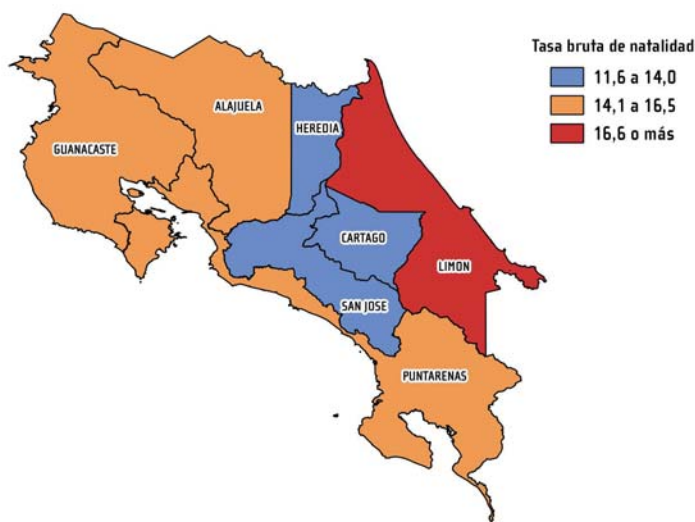 Tasa bruta de natalidad
11,6 a 14,0
14,1 a 16,5
16,6 o más
ALAJUELA
HEREDIA
GUANACASTE
CARTAGO
LIMON
SAN JOSE
PUNTARENAS